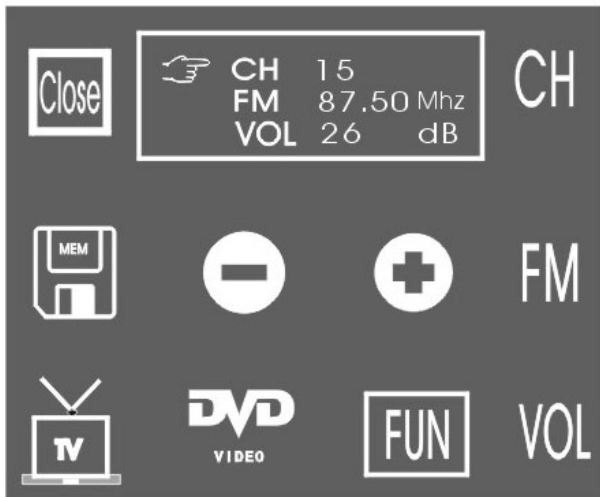 Close
CH 15
FM 87.50 Mhz
VOL 26 dB
CH
MEM
FM
TV
DVD
VIDEO
FUN
VOL